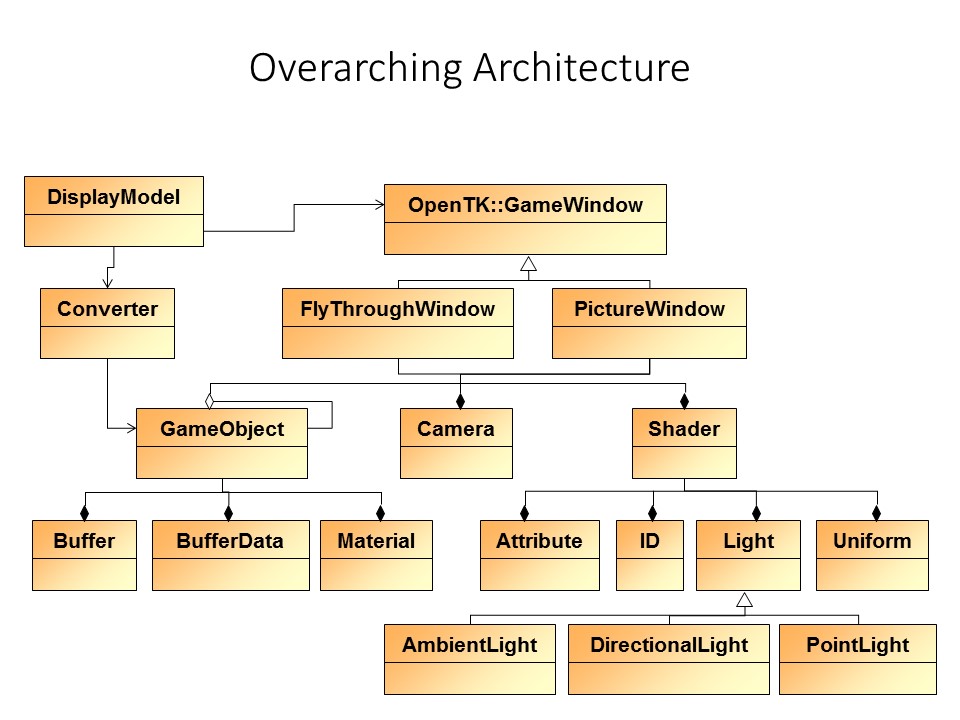 Overarching Architecture
DisplayModel
OpenTK::GameWindow
Converter
FlyThroughWindow
PictureWindow
GameObject
Camera
Shader
Buffer
BufferData
Material
Attribute
ID
Light
Uniform
AmbientLight
DirectionalLight
PointLight